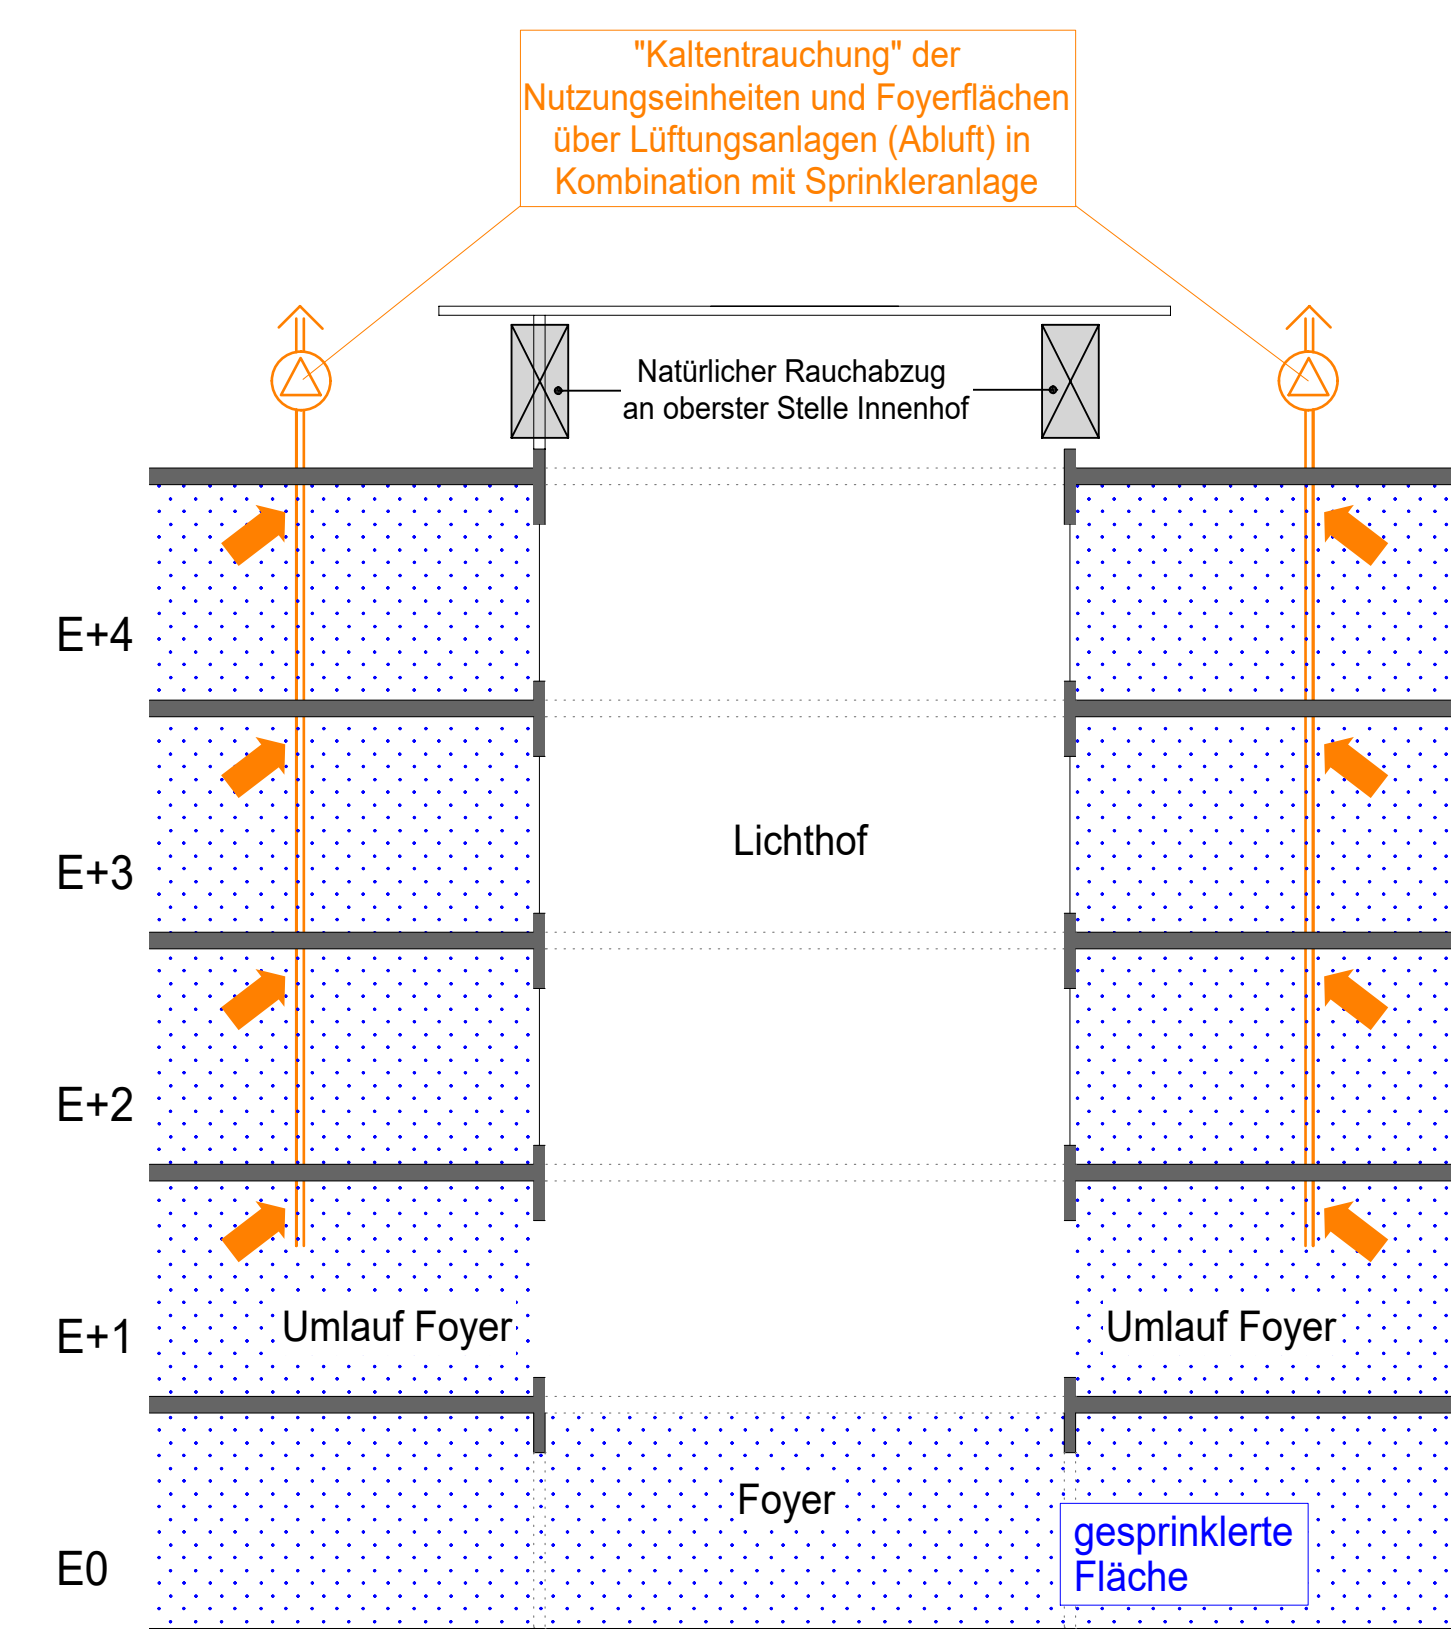 "Kaltentrauchung" der
Nutzungseinheiten und Foyerflächen
über Lüftungsanlagen (Abluft) in
Kombination mit Sprinkleranlage
Natürlicher Rauchabzug
an oberster Stelle Innenhof
E+4
Lichthof
E+3
E+2
E+1
Umlauf Foyer
Umlauf Foyer
Foyer
gesprinklerte
Fläche
E0